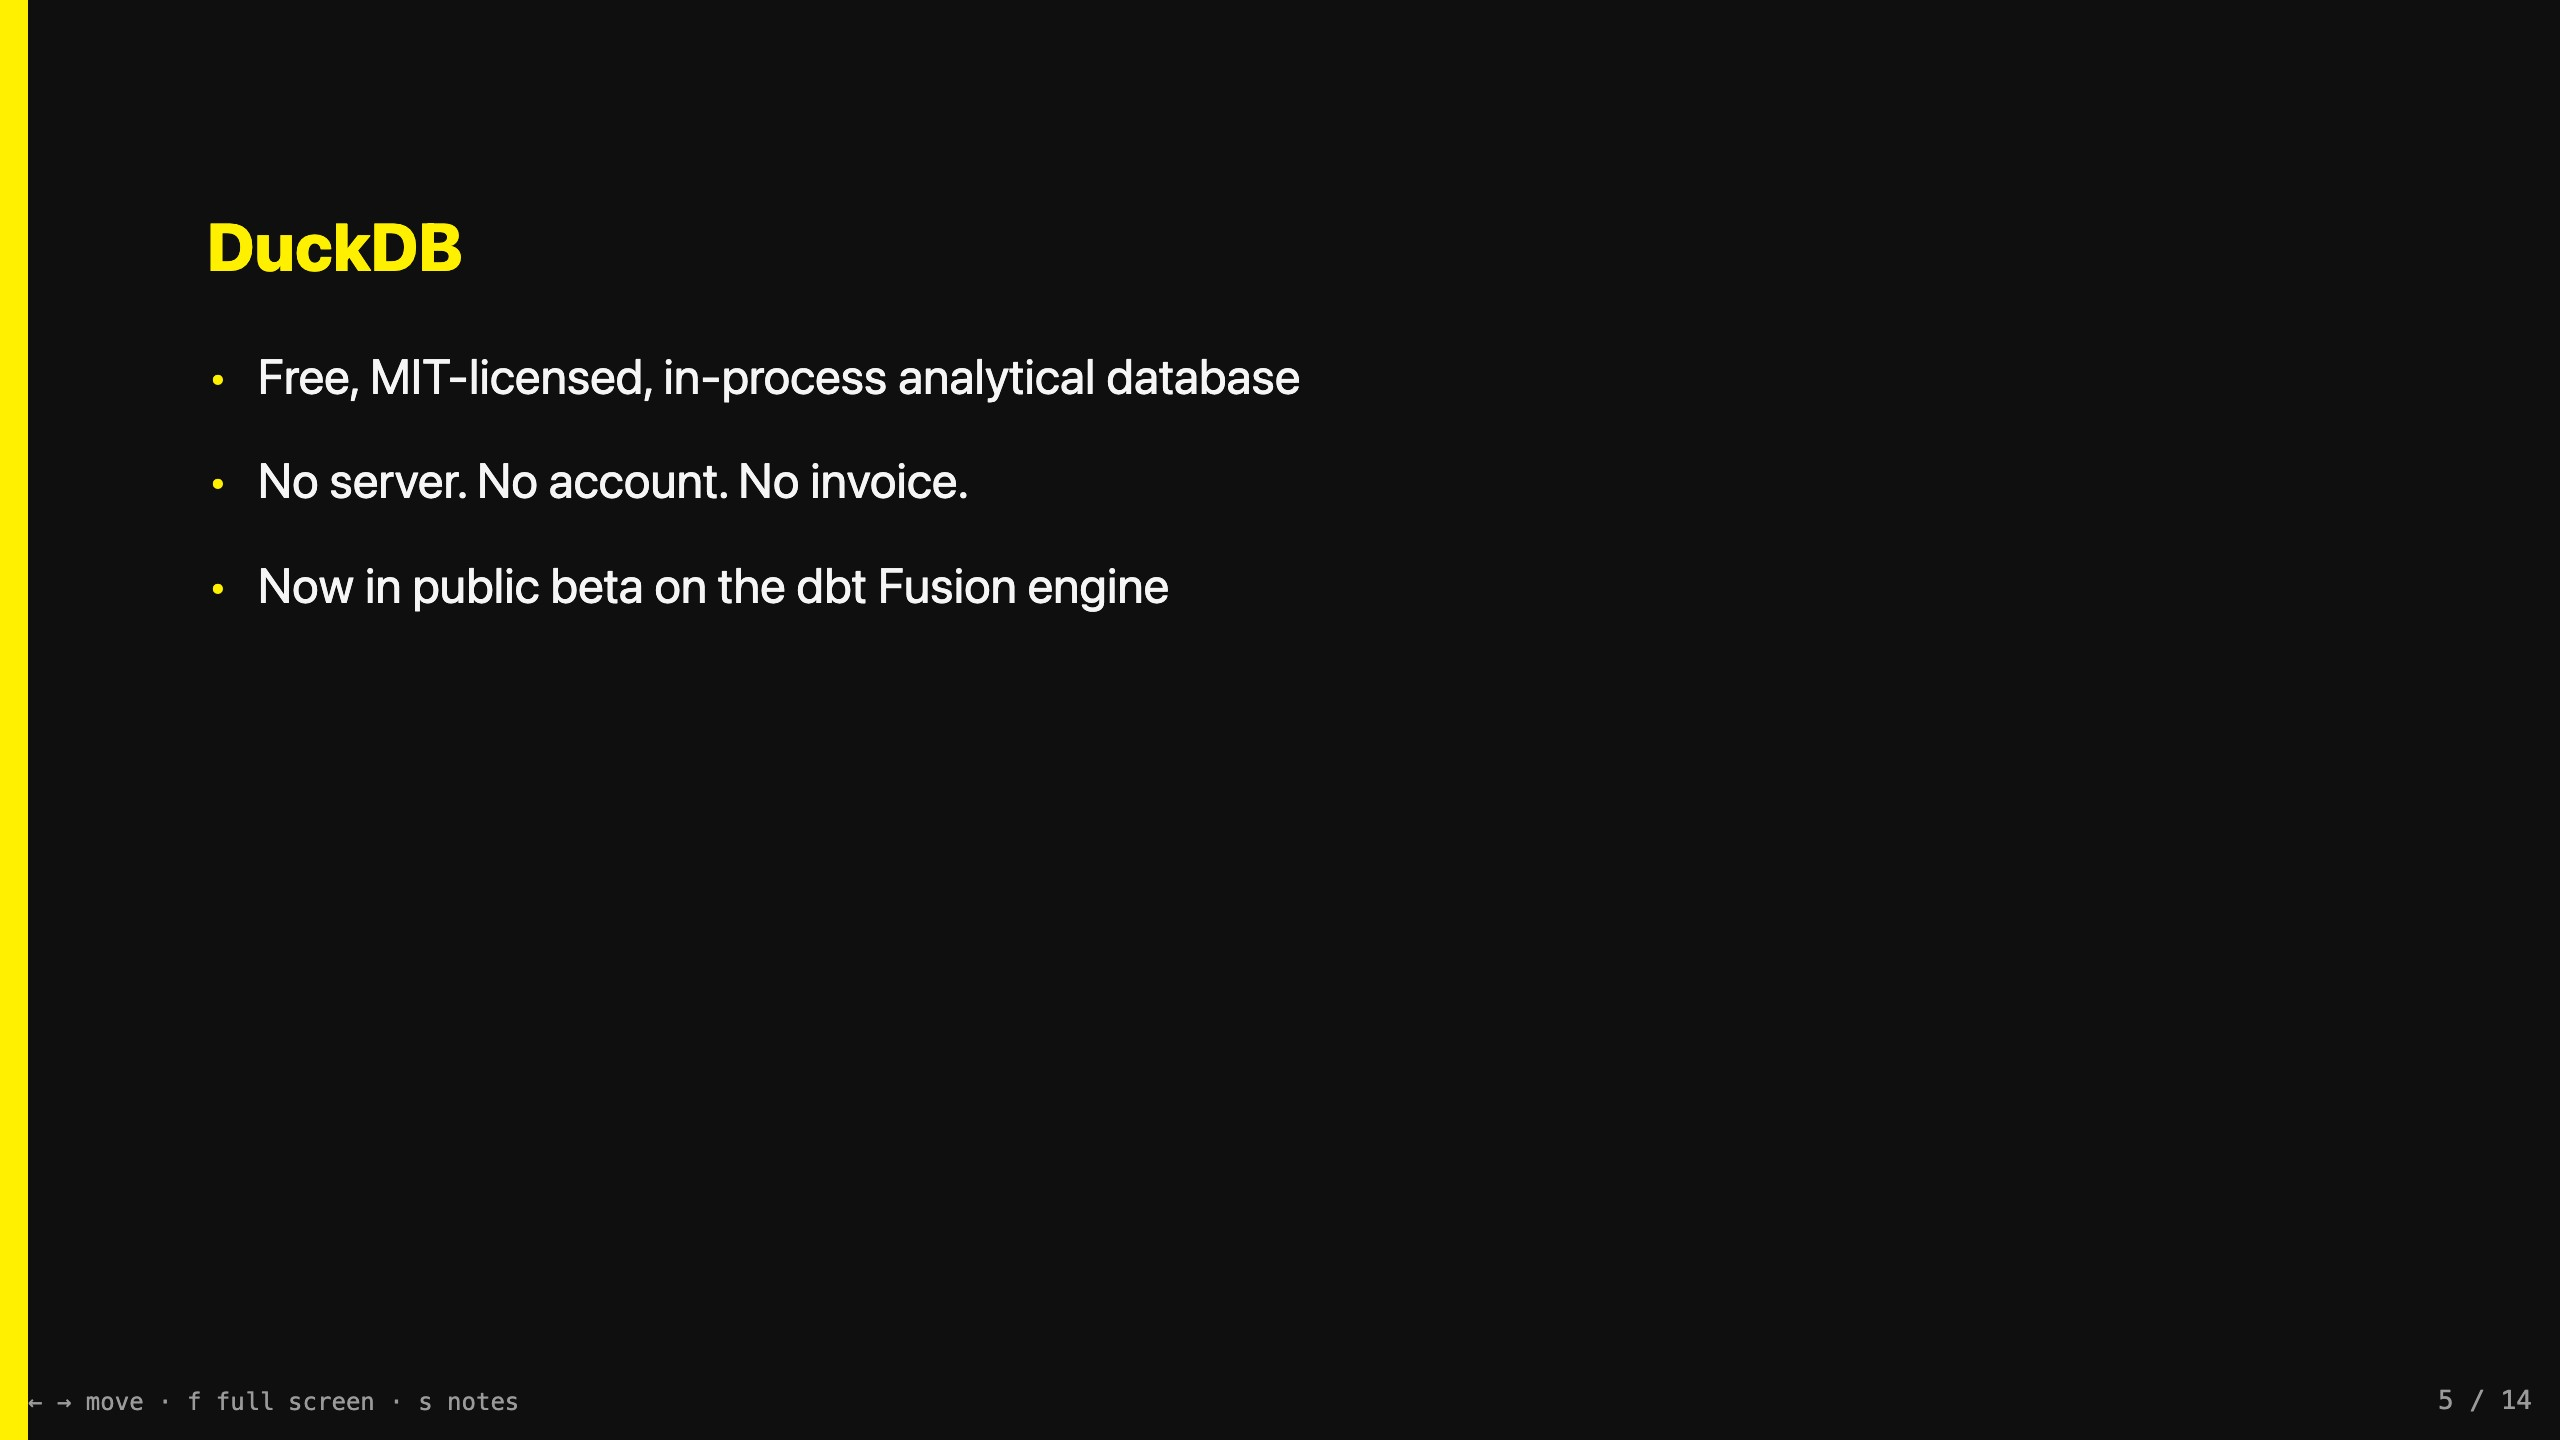 DuckDB
• Free, MIT-licensed, in-process analytical database
• No server. No account. No invoice.
• Now in public beta on the dbt Fusion engine
← → move · f full screen · s notes
5 / 14